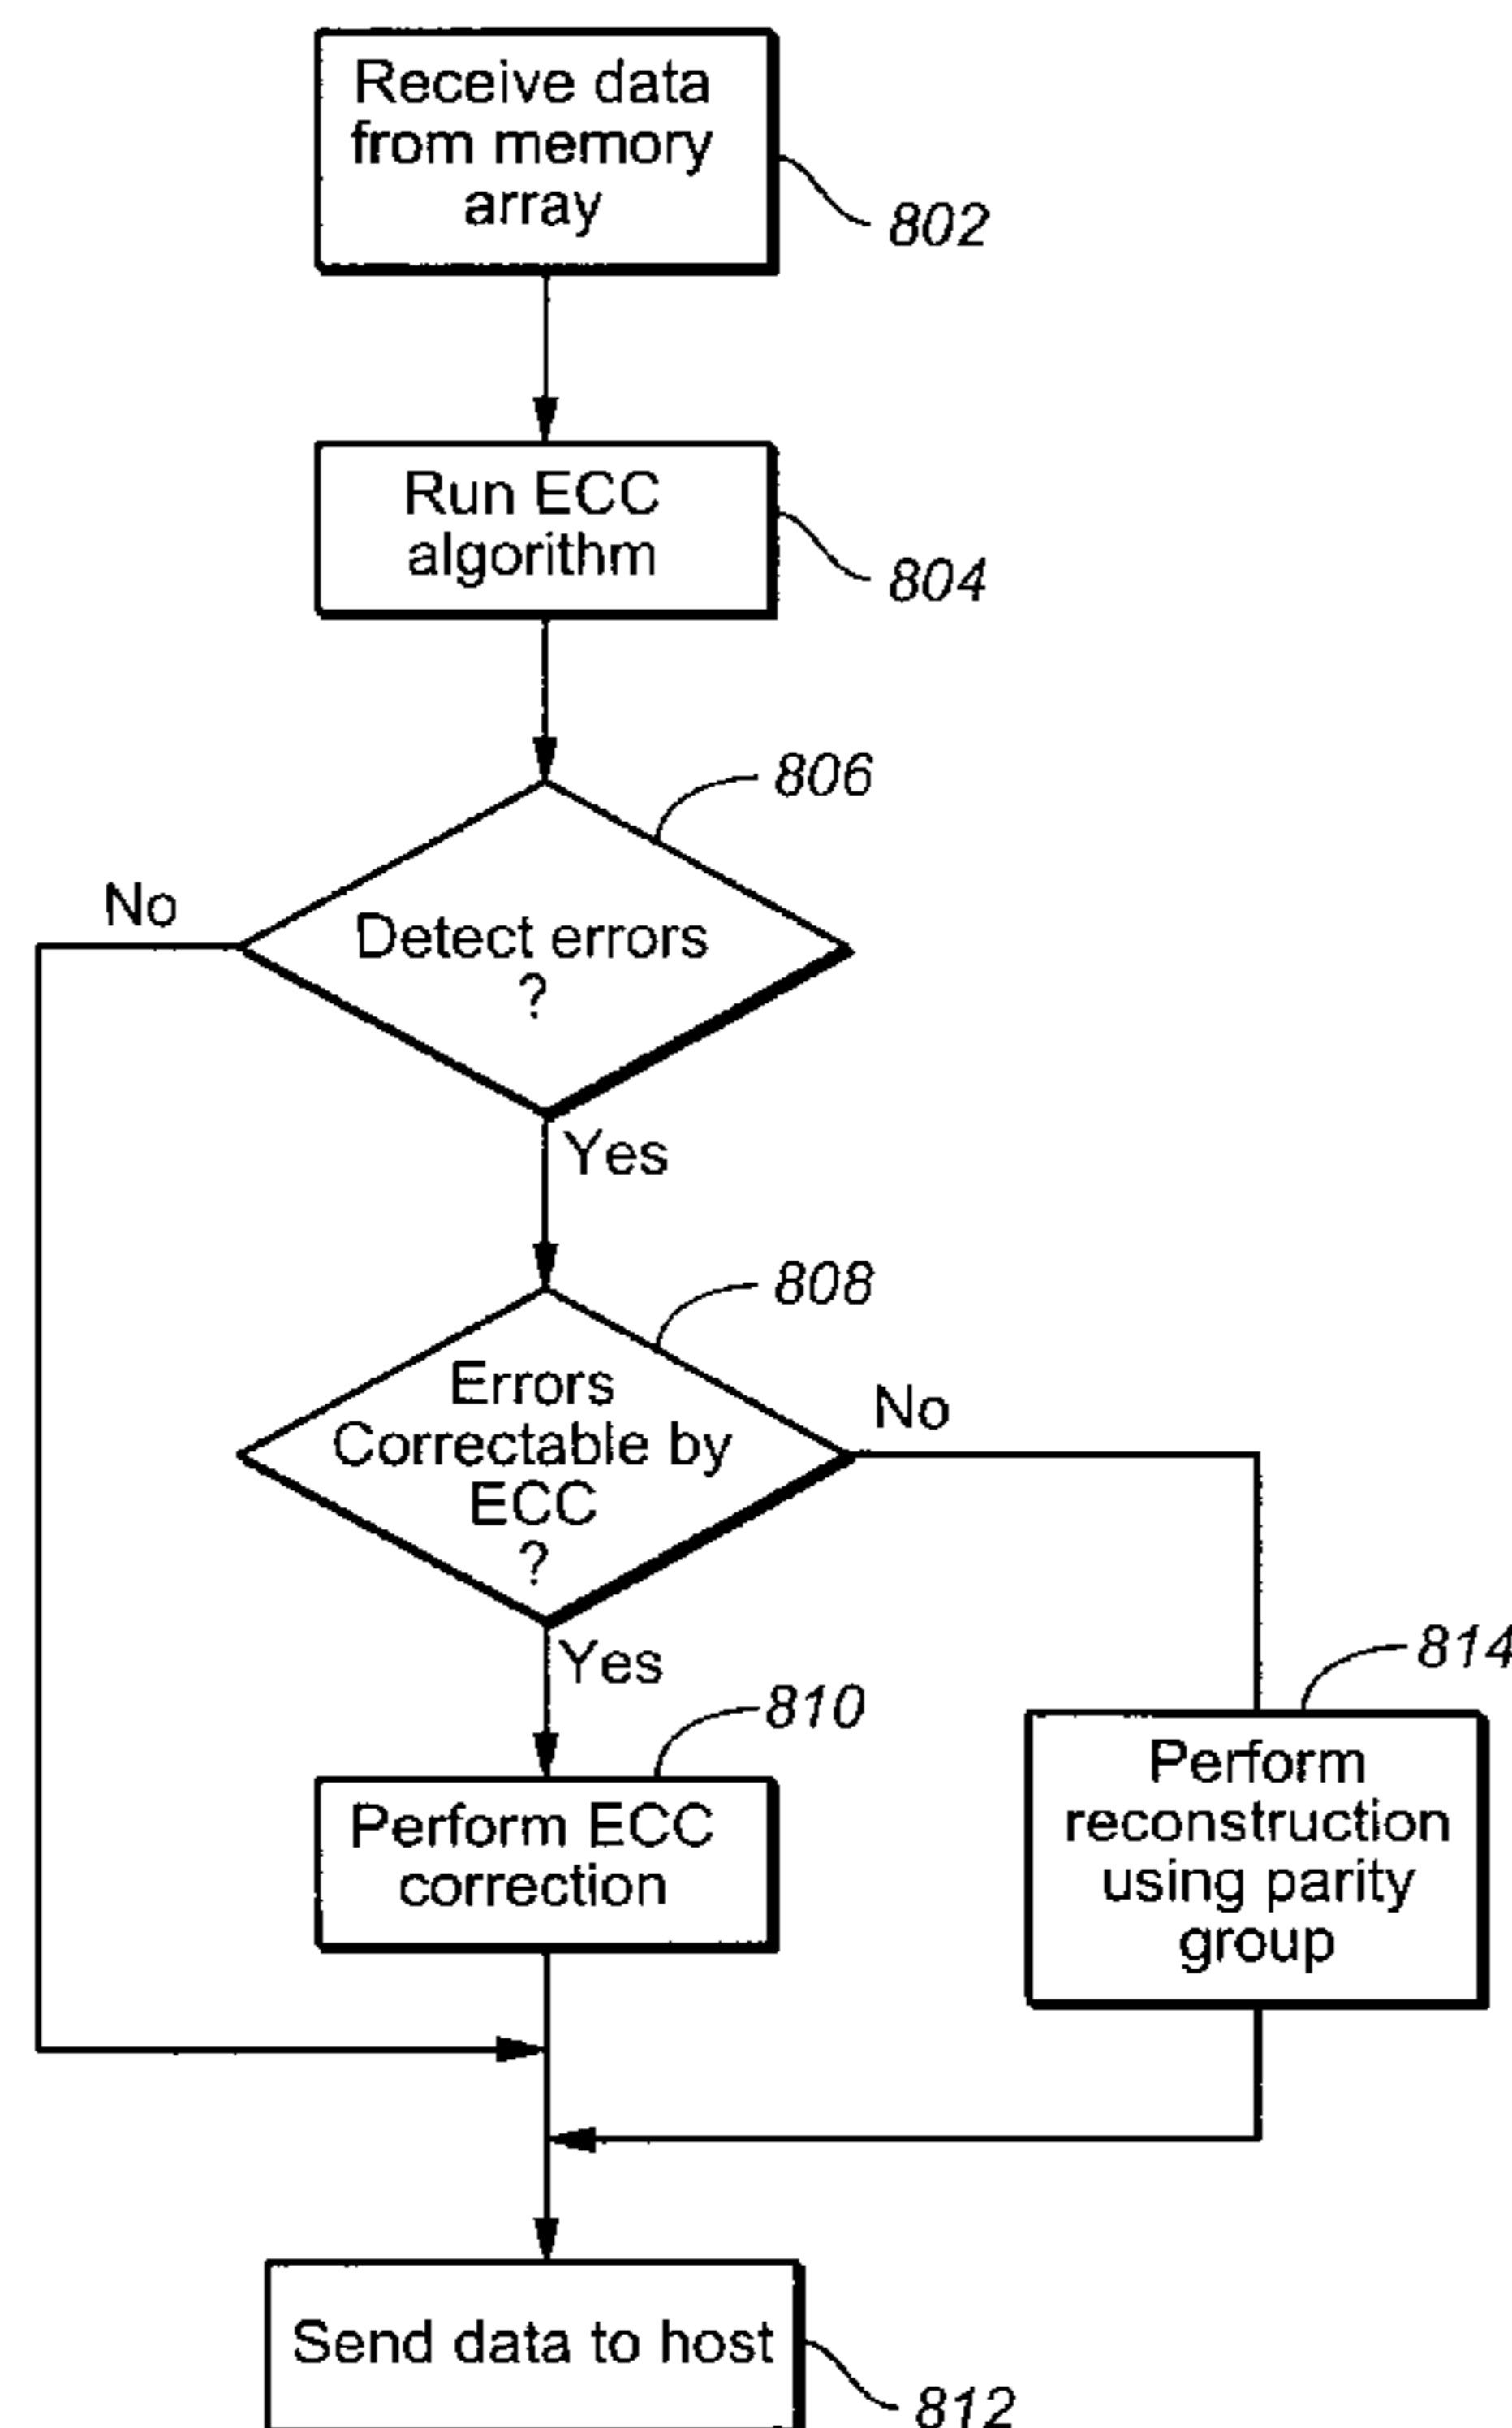 Receive data
from memory
array
802
Run ECC
algorithm
804
806
No
Detect errors
?
Yes
808
Errors
Correctable by
ECC
?
No
Yes
810
Perform ECC
correction
814
Perform
reconstruction
using parity
group
Send data to host
812